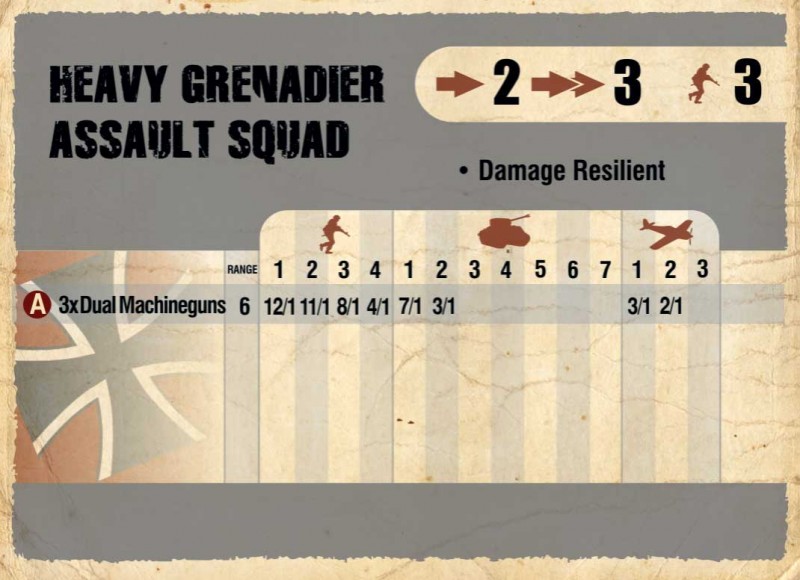 HEAVY GRENADIER
ASSAULT SQUAD
2 3 3
• Damage Resilient
RANGE 1 2 3 4 1 2 3 4 5 6 7 1 2 3
A 3x Dual Machineguns 6 12/1 11/1 8/1 4/1 7/1 3/1 3/1 2/1